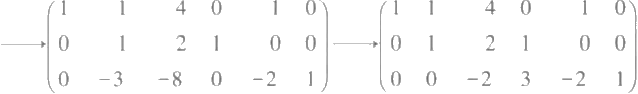 ⟶ ( 1 1 4 0 1 0 ) ⟶ ( 1 1 4 0 1 0 )
( 0 1 2 1 0 0 ) ( 0 1 2 1 0 0 )
( 0 -3 -8 0 -2 1 ) ( 0 0 -2 3 -2 1 )